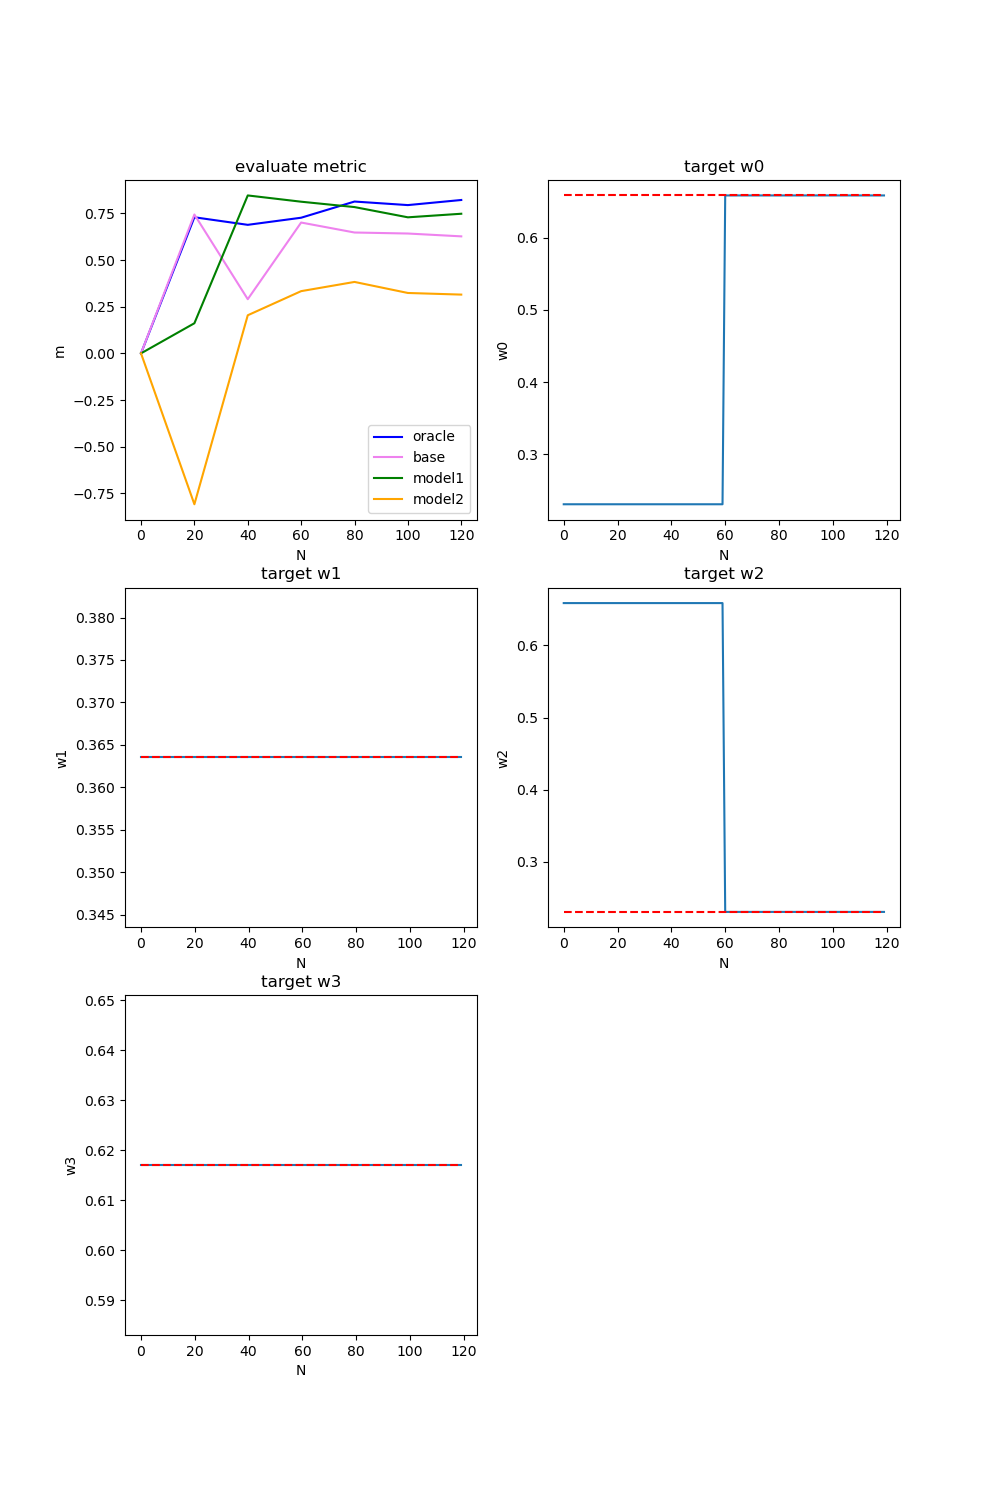 evaluate metric
0.75
0.50
0.25
0.00
−0.25
−0.50
−0.75
m
oracle
base
model1
model2
0 20 40 60 80 100 120
N
target w0
0.6
0.5
0.4
0.3
w0
0 20 40 60 80 100 120
N
target w1
0.380
0.375
0.370
0.365
0.360
0.355
0.350
0.345
w1
0 20 40 60 80 100 120
N
target w2
0.6
0.5
0.4
0.3
w2
0 20 40 60 80 100 120
N
target w3
0.65
0.64
0.63
0.62
0.61
0.60
0.59
w3
0 20 40 60 80 100 120
N